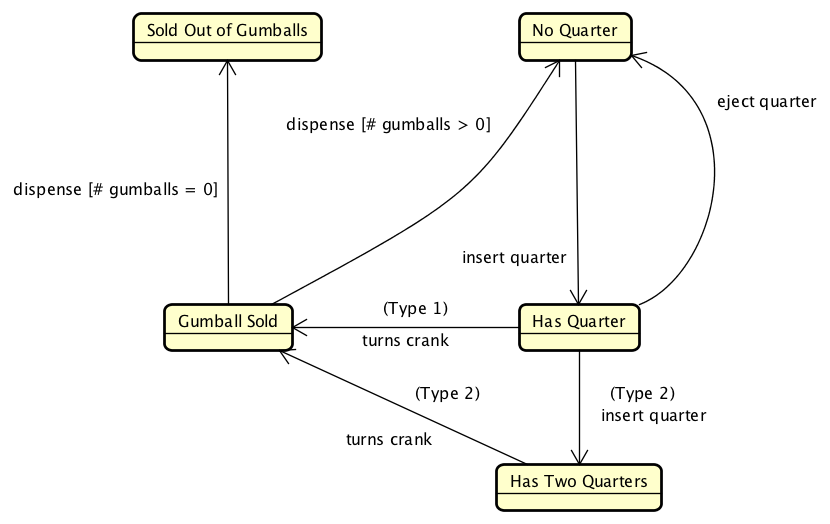 Sold Out of Gumballs
No Quarter
eject quarter
dispense [# gumballs > 0]
dispense [# gumballs = 0]
insert quarter
(Type 1)
Gumball Sold
Has Quarter
turns crank
(Type 2)
(Type 2)
insert quarter
turns crank
Has Two Quarters